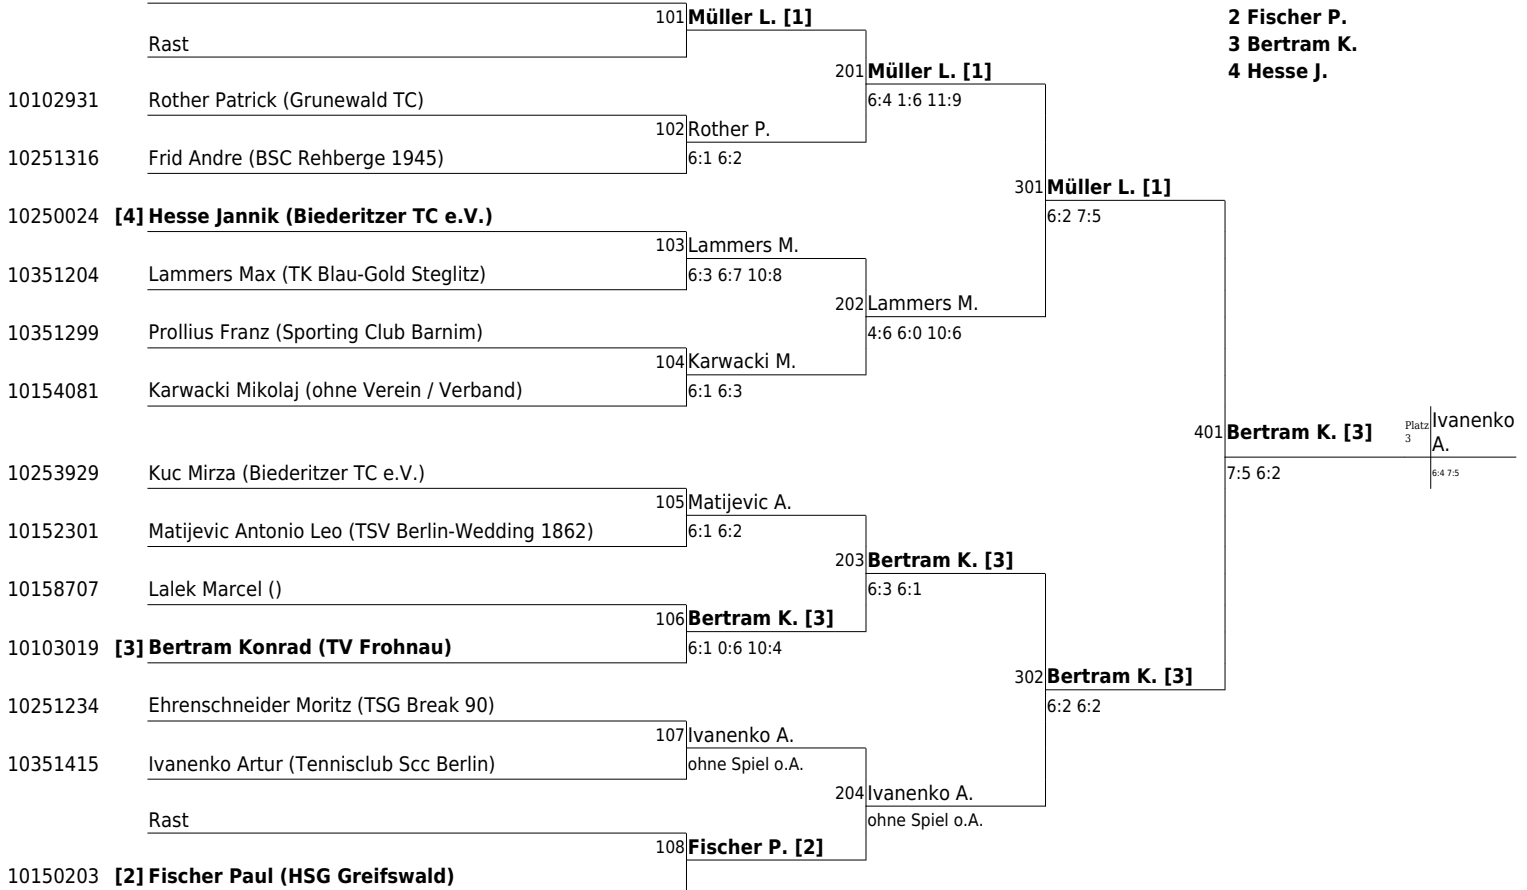 101 Müller L. [1]
2 Fischer P.
Rast
3 Bertram K.
201 Müller L. [1]
4 Hesse J.
10102931 Rother Patrick (Grunewald TC)
6:4 1:6 11:9
102 Rother P.
10251316 Frid Andre (BSC Rehberge 1945)
6:1 6:2
301 Müller L. [1]
10250024 [4] Hesse Jannik (Biederitzer TC e.V.)
6:2 7:5
103 Lammers M.
10351204 Lammers Max (TK Blau-Gold Steglitz)
6:3 6:7 10:8
202 Lammers M.
10351299 Prollius Franz (Sporting Club Barnim)
4:6 6:0 10:6
104 Karwacki M.
10154081 Karwacki Mikolaj (ohne Verein / Verband)
6:1 6:3
401 Bertram K. [3]
Platz 3
Ivanenko A.
10253929 Kuc Mirza (Biederitzer TC e.V.)
7:5 6:2
6:4 7:5
105 Matijevic A.
10152301 Matijevic Antonio Leo (TSV Berlin-Wedding 1862)
6:1 6:2
203 Bertram K. [3]
10158707 Lalek Marcel ()
6:3 6:1
106 Bertram K. [3]
10103019 [3] Bertram Konrad (TV Frohnau)
6:1 0:6 10:4
302 Bertram K. [3]
10251234 Ehrenschneider Moritz (TSG Break 90)
6:2 6:2
107 Ivanenko A.
10351415 Ivanenko Artur (Tennisclub Scc Berlin)
ohne Spiel o.A.
204 Ivanenko A.
Rast
ohne Spiel o.A.
108 Fischer P. [2]
10150203 [2] Fischer Paul (HSG Greifswald)